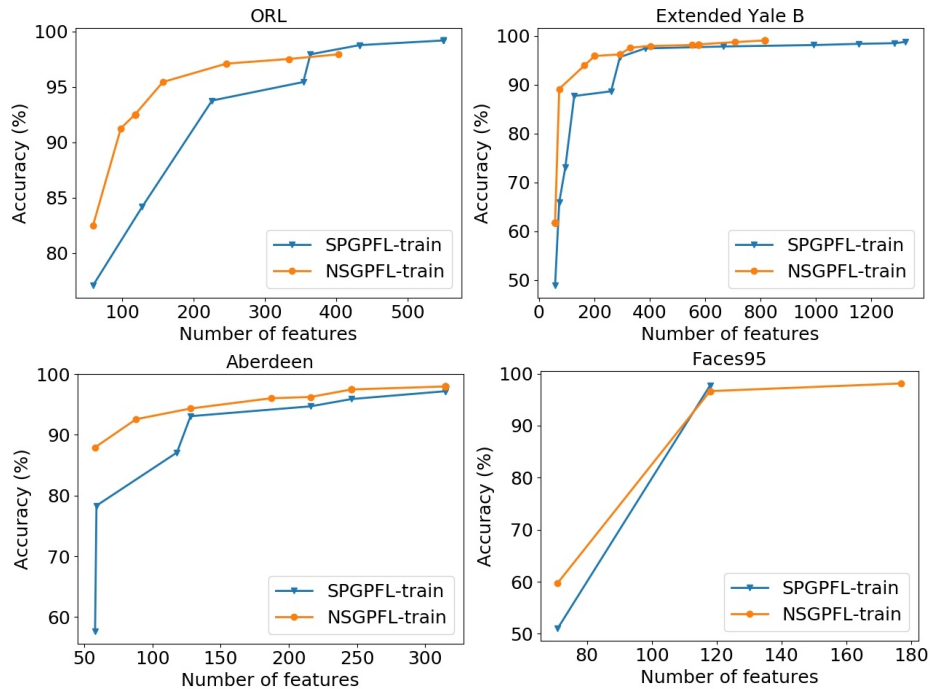 ORL
Accuracy (%)
100
95
90
85
80
SPGPFL-train
NSGPFL-train
100 200 300 400 500
Number of features
Extended Yale B
Accuracy (%)
100
90
80
70
60
50
SPGPFL-train
NSGPFL-train
0 200 400 600 800 1000 1200
Number of features
Aberdeen
Accuracy (%)
100
90
80
70
60
SPGPFL-train
NSGPFL-train
50 100 150 200 250 300
Number of features
Faces95
Accuracy (%)
100
90
80
70
60
50
SPGPFL-train
NSGPFL-train
80 100 120 140 160 180
Number of features